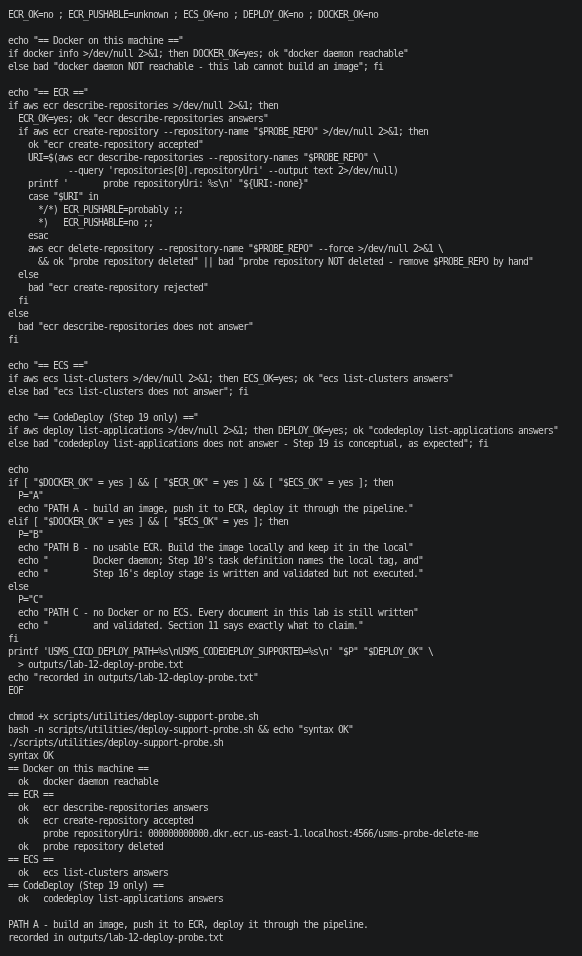 ECR_OK=no ; ECR_PUSHABLE=unknown ; ECS_OK=no ; DEPLOY_OK=no ; DOCKER_OK=no

echo "== Docker on this machine =="
if docker info >/dev/null 2>&1; then DOCKER_OK=yes; ok "docker daemon reachable"
else bad "docker daemon NOT reachable - this lab cannot build an image"; fi

echo "== ECR =="
if aws ecr describe-repositories >/dev/null 2>&1; then
  ECR_OK=yes; ok "ecr describe-repositories answers"
  if aws ecr create-repository --repository-name "$PROBE_REPO" >/dev/null 2>&1; then
    ok "ecr create-repository accepted"
    URI=$(aws ecr describe-repositories --repository-names "$PROBE_REPO" \
            --query 'repositories[0].repositoryUri' --output text 2>/dev/null)
    printf '       probe repositoryUri: %s\n' "${URI:-none}"
    case "$URI" in
      */*) ECR_PUSHABLE=probably ;;
      *)   ECR_PUSHABLE=no ;;
    esac
    aws ecr delete-repository --repository-name "$PROBE_REPO" --force >/dev/null 2>&1 \
      && ok "probe repository deleted" || bad "probe repository NOT deleted - remove $PROBE_REPO by hand"
  else
    bad "ecr create-repository rejected"
  fi
else
  bad "ecr describe-repositories does not answer"
fi

echo "== ECS =="
if aws ecs list-clusters >/dev/null 2>&1; then ECS_OK=yes; ok "ecs list-clusters answers"
else bad "ecs list-clusters does not answer"; fi

echo "== CodeDeploy (Step 19 only) =="
if aws deploy list-applications >/dev/null 2>&1; then DEPLOY_OK=yes; ok "codedeploy list-applications answers"
else bad "codedeploy list-applications does not answer - Step 19 is conceptual, as expected"; fi

echo
if [ "$DOCKER_OK" = yes ] && [ "$ECR_OK" = yes ] && [ "$ECS_OK" = yes ]; then
  P="A"
  echo "PATH A - build an image, push it to ECR, deploy it through the pipeline."
elif [ "$DOCKER_OK" = yes ] && [ "$ECS_OK" = yes ]; then
  P="B"
  echo "PATH B - no usable ECR. Build the image locally and keep it in the local"
  echo "         Docker daemon; Step 10's task definition names the local tag, and"
  echo "         Step 16's deploy stage is written and validated but not executed."
else
  P="C"
  echo "PATH C - no Docker or no ECS. Every document in this lab is still written"
  echo "         and validated. Section 11 says exactly what to claim."
fi
printf 'USMS_CICD_DEPLOY_PATH=%s\nUSMS_CODEDEPLOY_SUPPORTED=%s\n' "$P" "$DEPLOY_OK" \
  > outputs/lab-12-deploy-probe.txt
echo "recorded in outputs/lab-12-deploy-probe.txt"
EOF

chmod +x scripts/utilities/deploy-support-probe.sh
bash -n scripts/utilities/deploy-support-probe.sh && echo "syntax OK"
./scripts/utilities/deploy-support-probe.sh
syntax OK
== Docker on this machine ==
  ok   docker daemon reachable
== ECR ==
  ok   ecr describe-repositories answers
  ok   ecr create-repository accepted
       probe repositoryUri: 000000000000.dkr.ecr.us-east-1.localhost:4566/usms-probe-delete-me
  ok   probe repository deleted
== ECS ==
  ok   ecs list-clusters answers
== CodeDeploy (Step 19 only) ==
  ok   codedeploy list-applications answers

PATH A - build an image, push it to ECR, deploy it through the pipeline.
recorded in outputs/lab-12-deploy-probe.txt